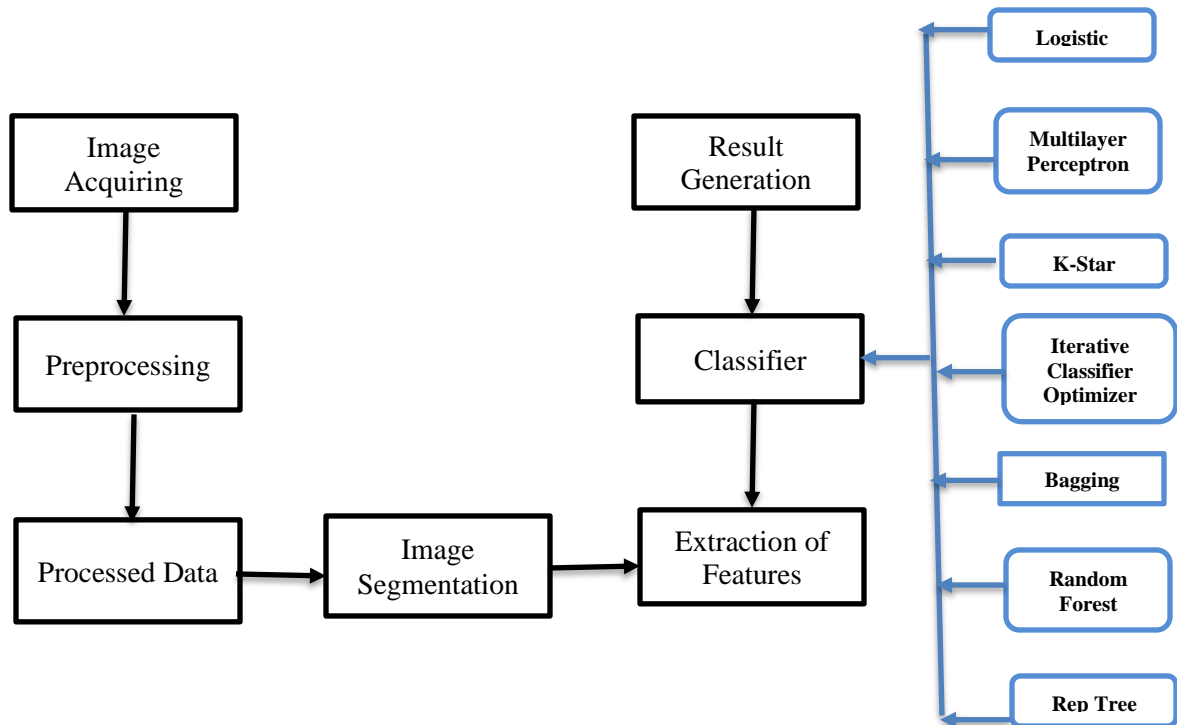 Image
Acquiring
Preprocessing
Processed Data
Image
Segmentation
Extraction of
Features
Classifier
Result
Generation
Logistic
Multilayer
Perceptron
K-Star
Iterative
Classifier
Optimizer
Bagging
Random
Forest
Rep Tree